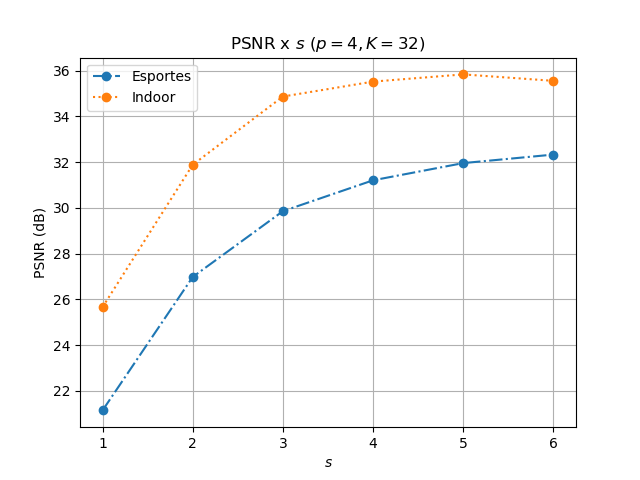 PSNR x s (p = 4, K = 32)
Esportes
Indoor
PSNR (dB)
36
34
32
30
28
26
24
22
1 2 3 4 5 6
s